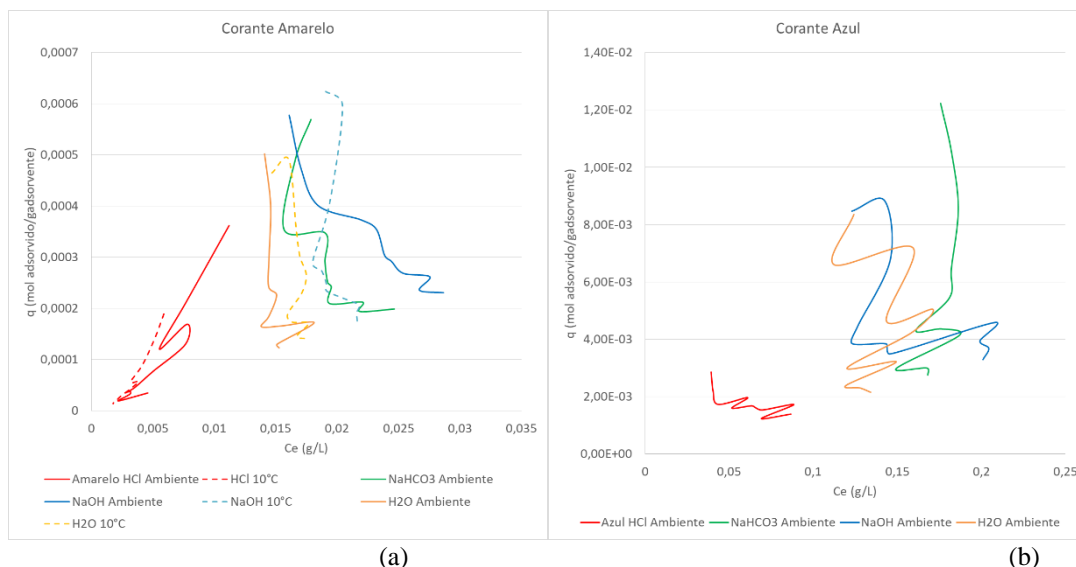 Corante Amarelo
q (mol adsorvido/gadsorvente)
0,0007
0,0006
0,0005
0,0004
0,0003
0,0002
0,0001
0
0 0,005 0,01 0,015 0,02 0,025 0,03 0,035
Ce (g/L)
Amarelo HCl Ambiente HCl 10°C NaHCO3 Ambiente
NaOH Ambiente NaOH 10°C H2O Ambiente
H2O 10°C
(a)
Corante Azul
q (mol adsorvido/gadsorvente)
1,40E-02
1,20E-02
1,00E-02
8,00E-03
6,00E-03
4,00E-03
2,00E-03
0,00E+00
0 0,05 0,1 0,15 0,2 0,25
Ce (g/L)
Azul HCl Ambiente NaHCO3 Ambiente NaOH Ambiente H2O Ambiente
(b)